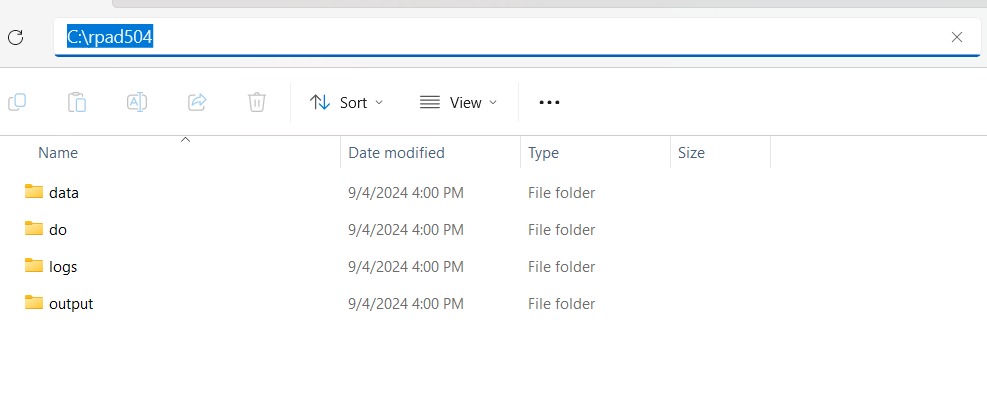 C:\rpad504
Sort View
Name Date modified Type Size
data 9/4/2024 4:00 PM File folder
do 9/4/2024 4:00 PM File folder
logs 9/4/2024 4:00 PM File folder
output 9/4/2024 4:00 PM File folder